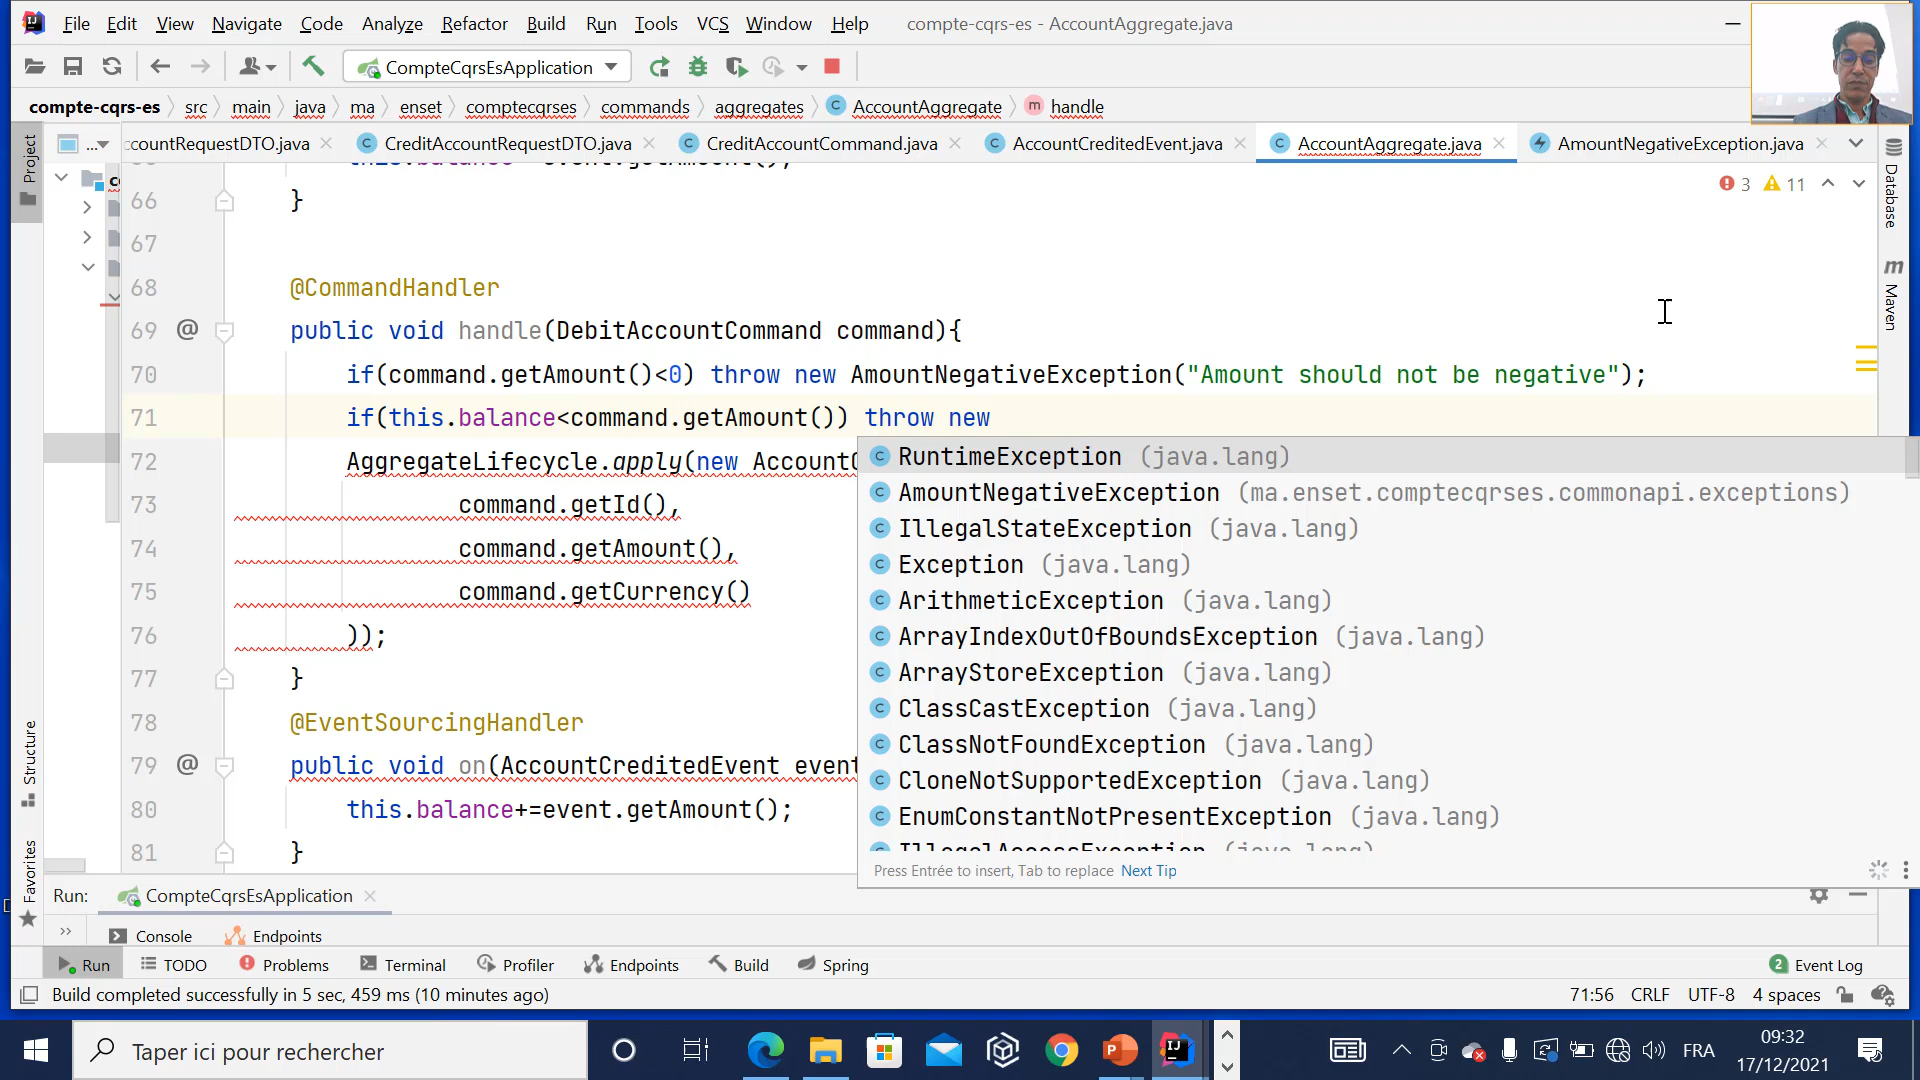 File Edit View Navigate Code Analyze Refactor Build Run Tools VCS Window Help compte-cqrs-es - AccountAggregate.java
CompteCqrsEsApplication
compte-cqrs-es src main java ma enset comptecqrses commands aggregates AccountAggregate handle
...
ccountRequestDTO.java CreditAccountRequestDTO.java CreditAccountCommand.java AccountCreditedEvent.java AccountAggregate.java AmountNegativeException.java
3 11
66 }
67
68 @CommandHandler
69 public void handle(DebitAccountCommand command){
70 if(command.getAmount()<0) throw new AmountNegativeException("Amount should not be negative");
71 if(this.balance<command.getAmount()) throw new
72 AggregateLifecycle.apply(new Account
73 command.getId(),
74 command.getAmount(),
75 command.getCurrency()
76 ));
77 }
78 @EventSourcingHandler
79 public void on(AccountCreditedEvent event
80 this.balance+=event.getAmount();
81 }
RuntimeException (java.lang)
AmountNegativeException (ma.enset.comptecqrses.commonapi.exceptions)
IllegalStateException (java.lang)
Exception (java.lang)
ArithmeticException (java.lang)
ArrayIndexOutOfBoundsException (java.lang)
ArrayStoreException (java.lang)
ClassCastException (java.lang)
ClassNotFoundException (java.lang)
CloneNotSupportedException (java.lang)
EnumConstantNotPresentException (java.lang)
IllegalAccessException (java.lang)
Press Entrée to insert, Tab to replace Next Tip
Project
Structure
Favorites
Database
Maven
Run: CompteCqrsEsApplication
Console Endpoints
Run TODO Problems Terminal Profiler Endpoints Build Spring 2 Event Log
Build completed successfully in 5 sec, 459 ms (10 minutes ago) 71:56 CRLF UTF-8 4 spaces
Taper ici pour rechercher FRA 09:32
17/12/2021